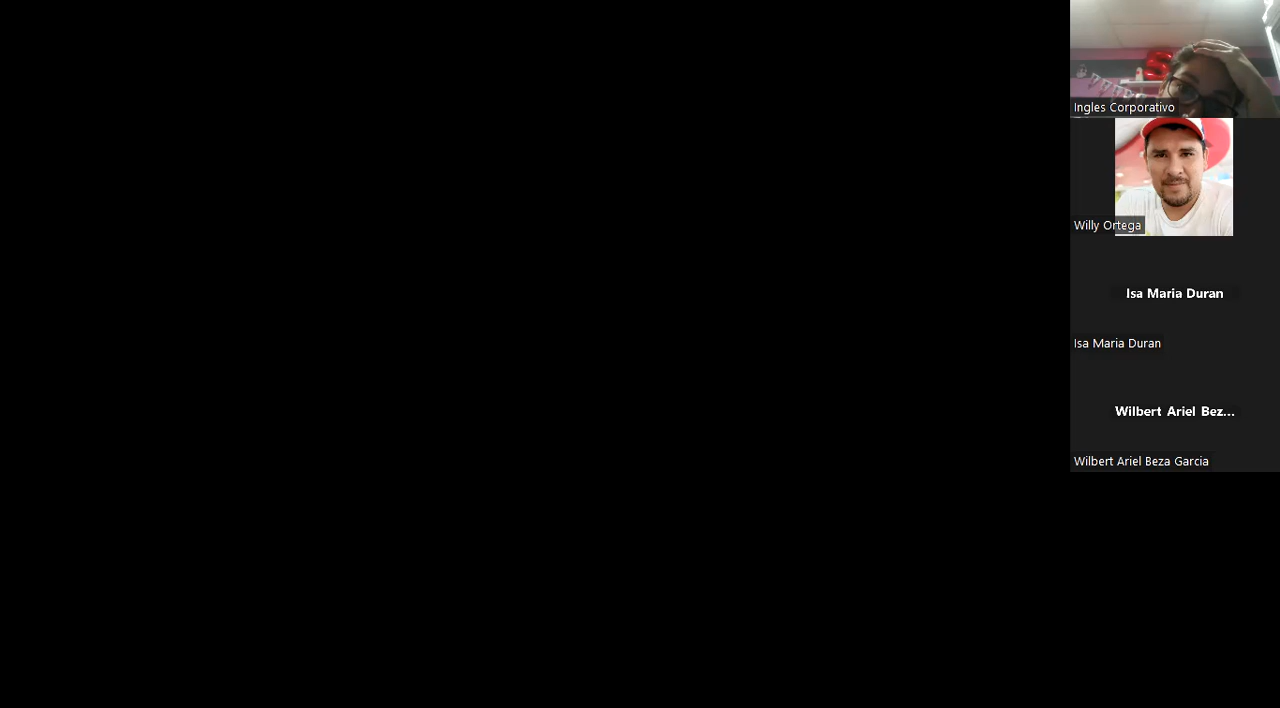 Ingles Corporativo
Willy Ortega
Isa Maria Duran
Isa Maria Duran
Wilbert Ariel Bez...
Wilbert Ariel Beza Garcia